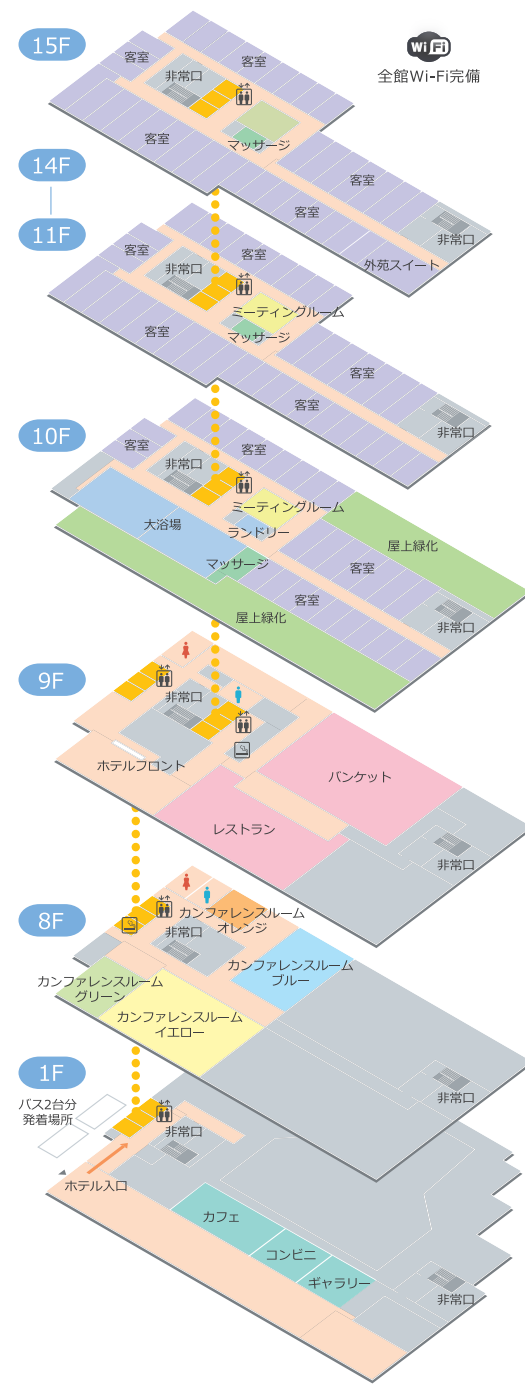 15F
Wi Fi
全館Wi-Fi完備
客室
客室
非常口
マッサージ
客室
客室
客室
非常口
外苑スイート
14F
11F
客室
客室
非常口
ミーティングルーム
マッサージ
客室
客室
客室
非常口
10F
客室
客室
非常口
ミーティングルーム
大浴場
ランドリー
屋上緑化
マッサージ
客室
客室
屋上緑化
非常口
9F
非常口
ホテルフロント
バンケット
レストラン
非常口
8F
カンファレンスルーム
オレンジ
非常口
カンファレンスルーム
ブルー
カンファレンスルーム
グリーン
カンファレンスルーム
イエロー
非常口
1F
バス2台分
発着場所
非常口
ホテル入口
カフェ
コンビニ
ギャラリー
非常口